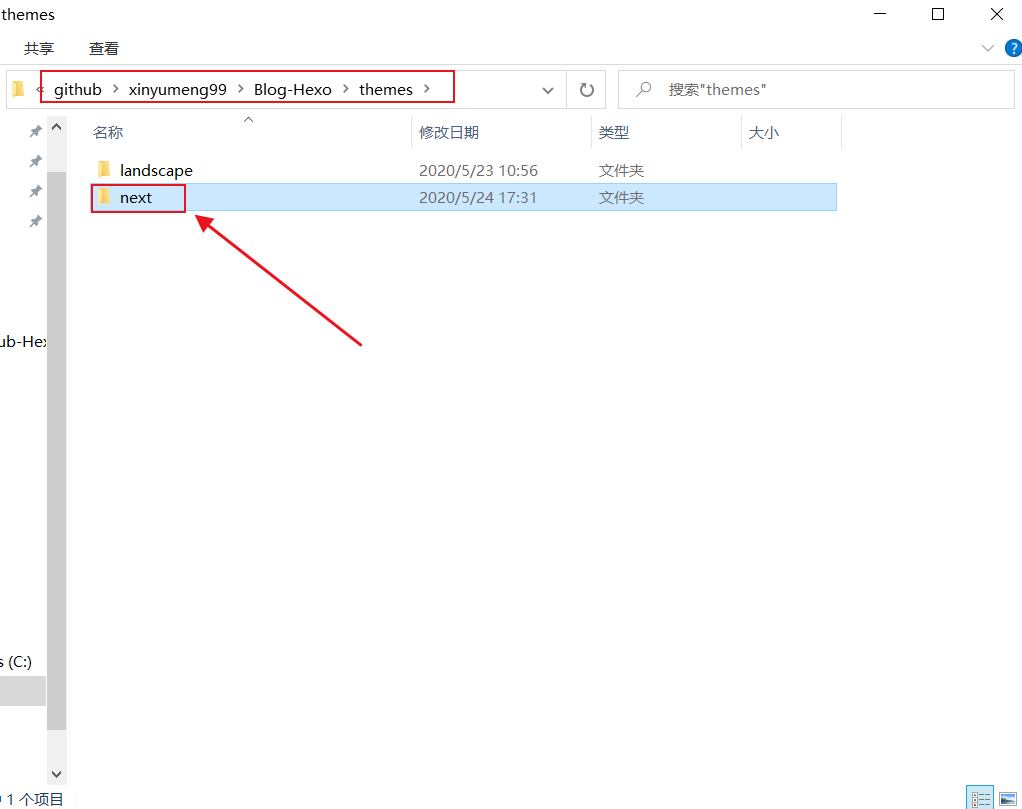 themes
共享 查看 ?
« github > xinyumeng99 > Blog-Hexo > themes > 搜索"themes"
名称 修改日期 类型 大小
landscape 2020/5/23 10:56 文件夹
next 2020/5/24 17:31 文件夹
ub-Hex
s (C:)
1 个项目